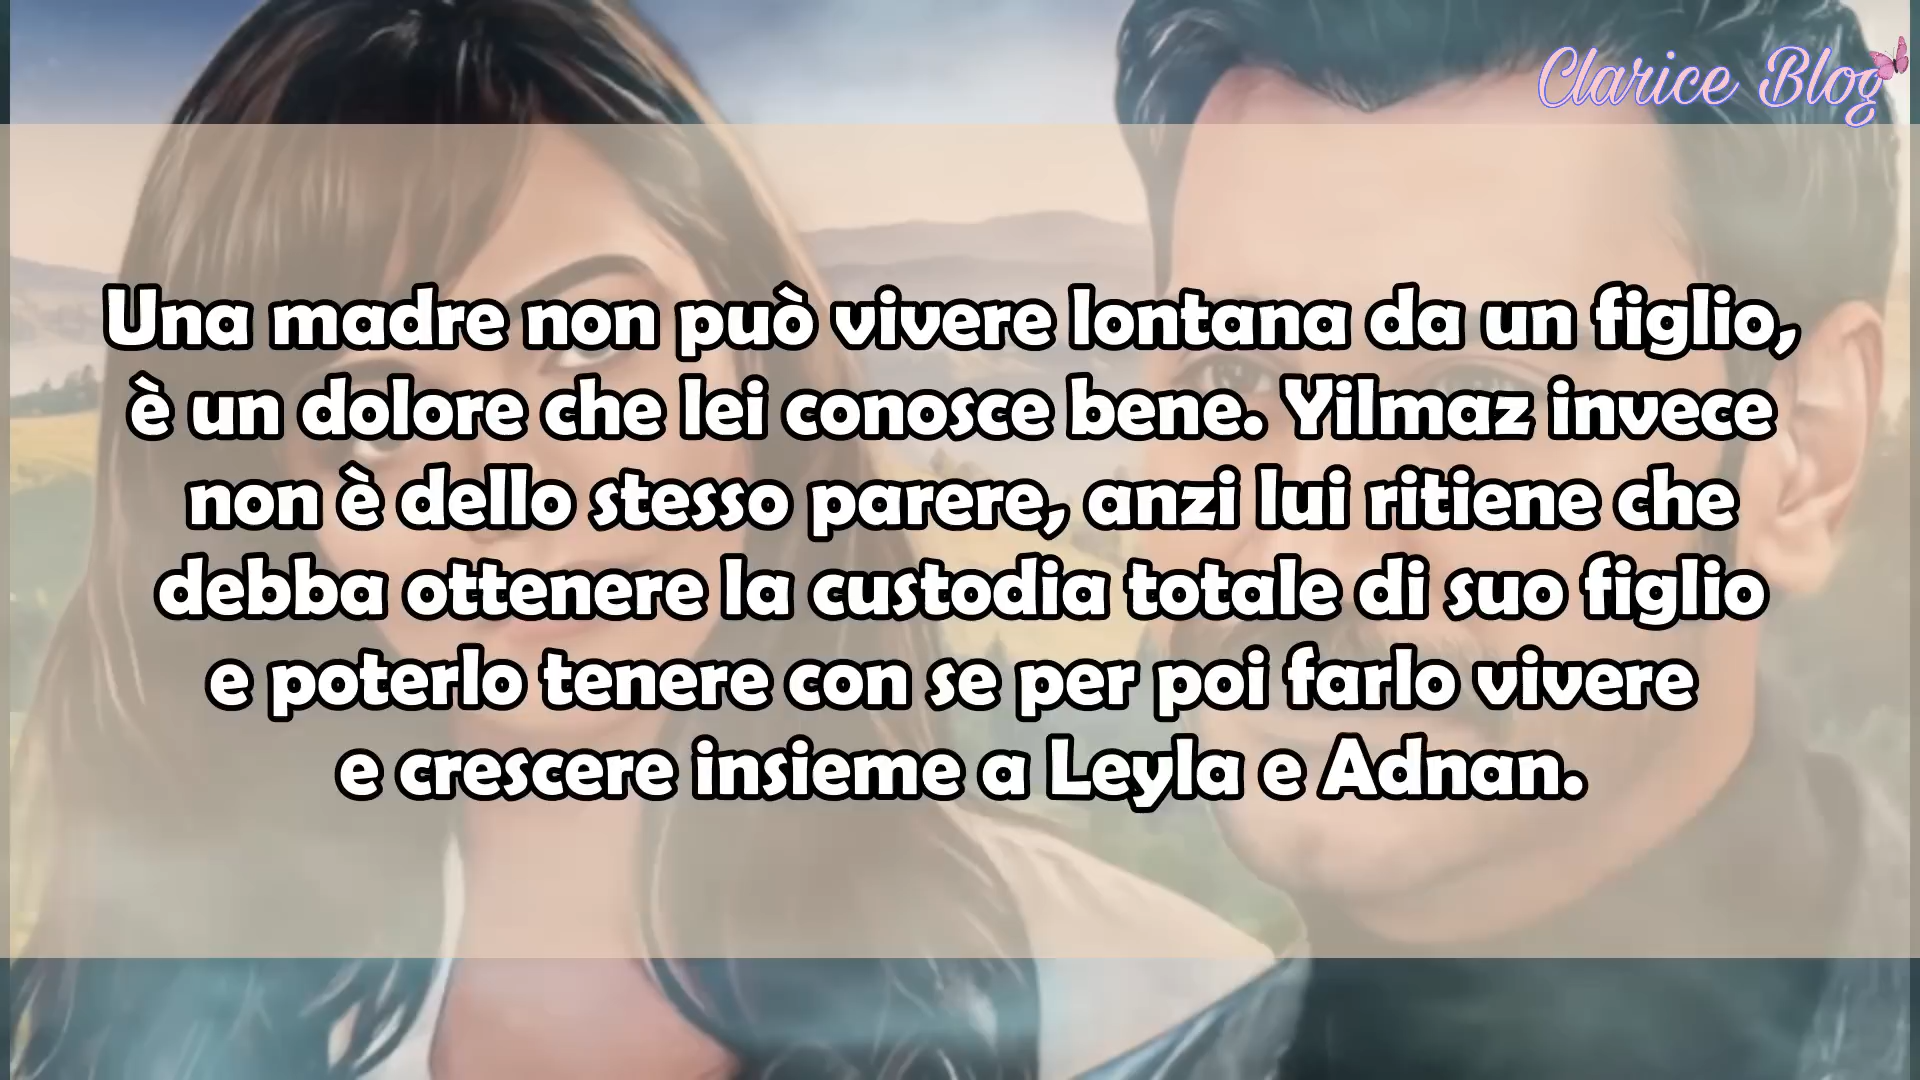 Clarice Blog
Una madre non può vivere lontana da un figlio,
è un dolore che lei conosce bene. Yilmaz invece
non è dello stesso parere, anzi lui ritiene che
debba ottenere la custodia totale di suo figlio
e poterlo tenere con se per poi farlo vivere
e crescere insieme a Leyla e Adnan.